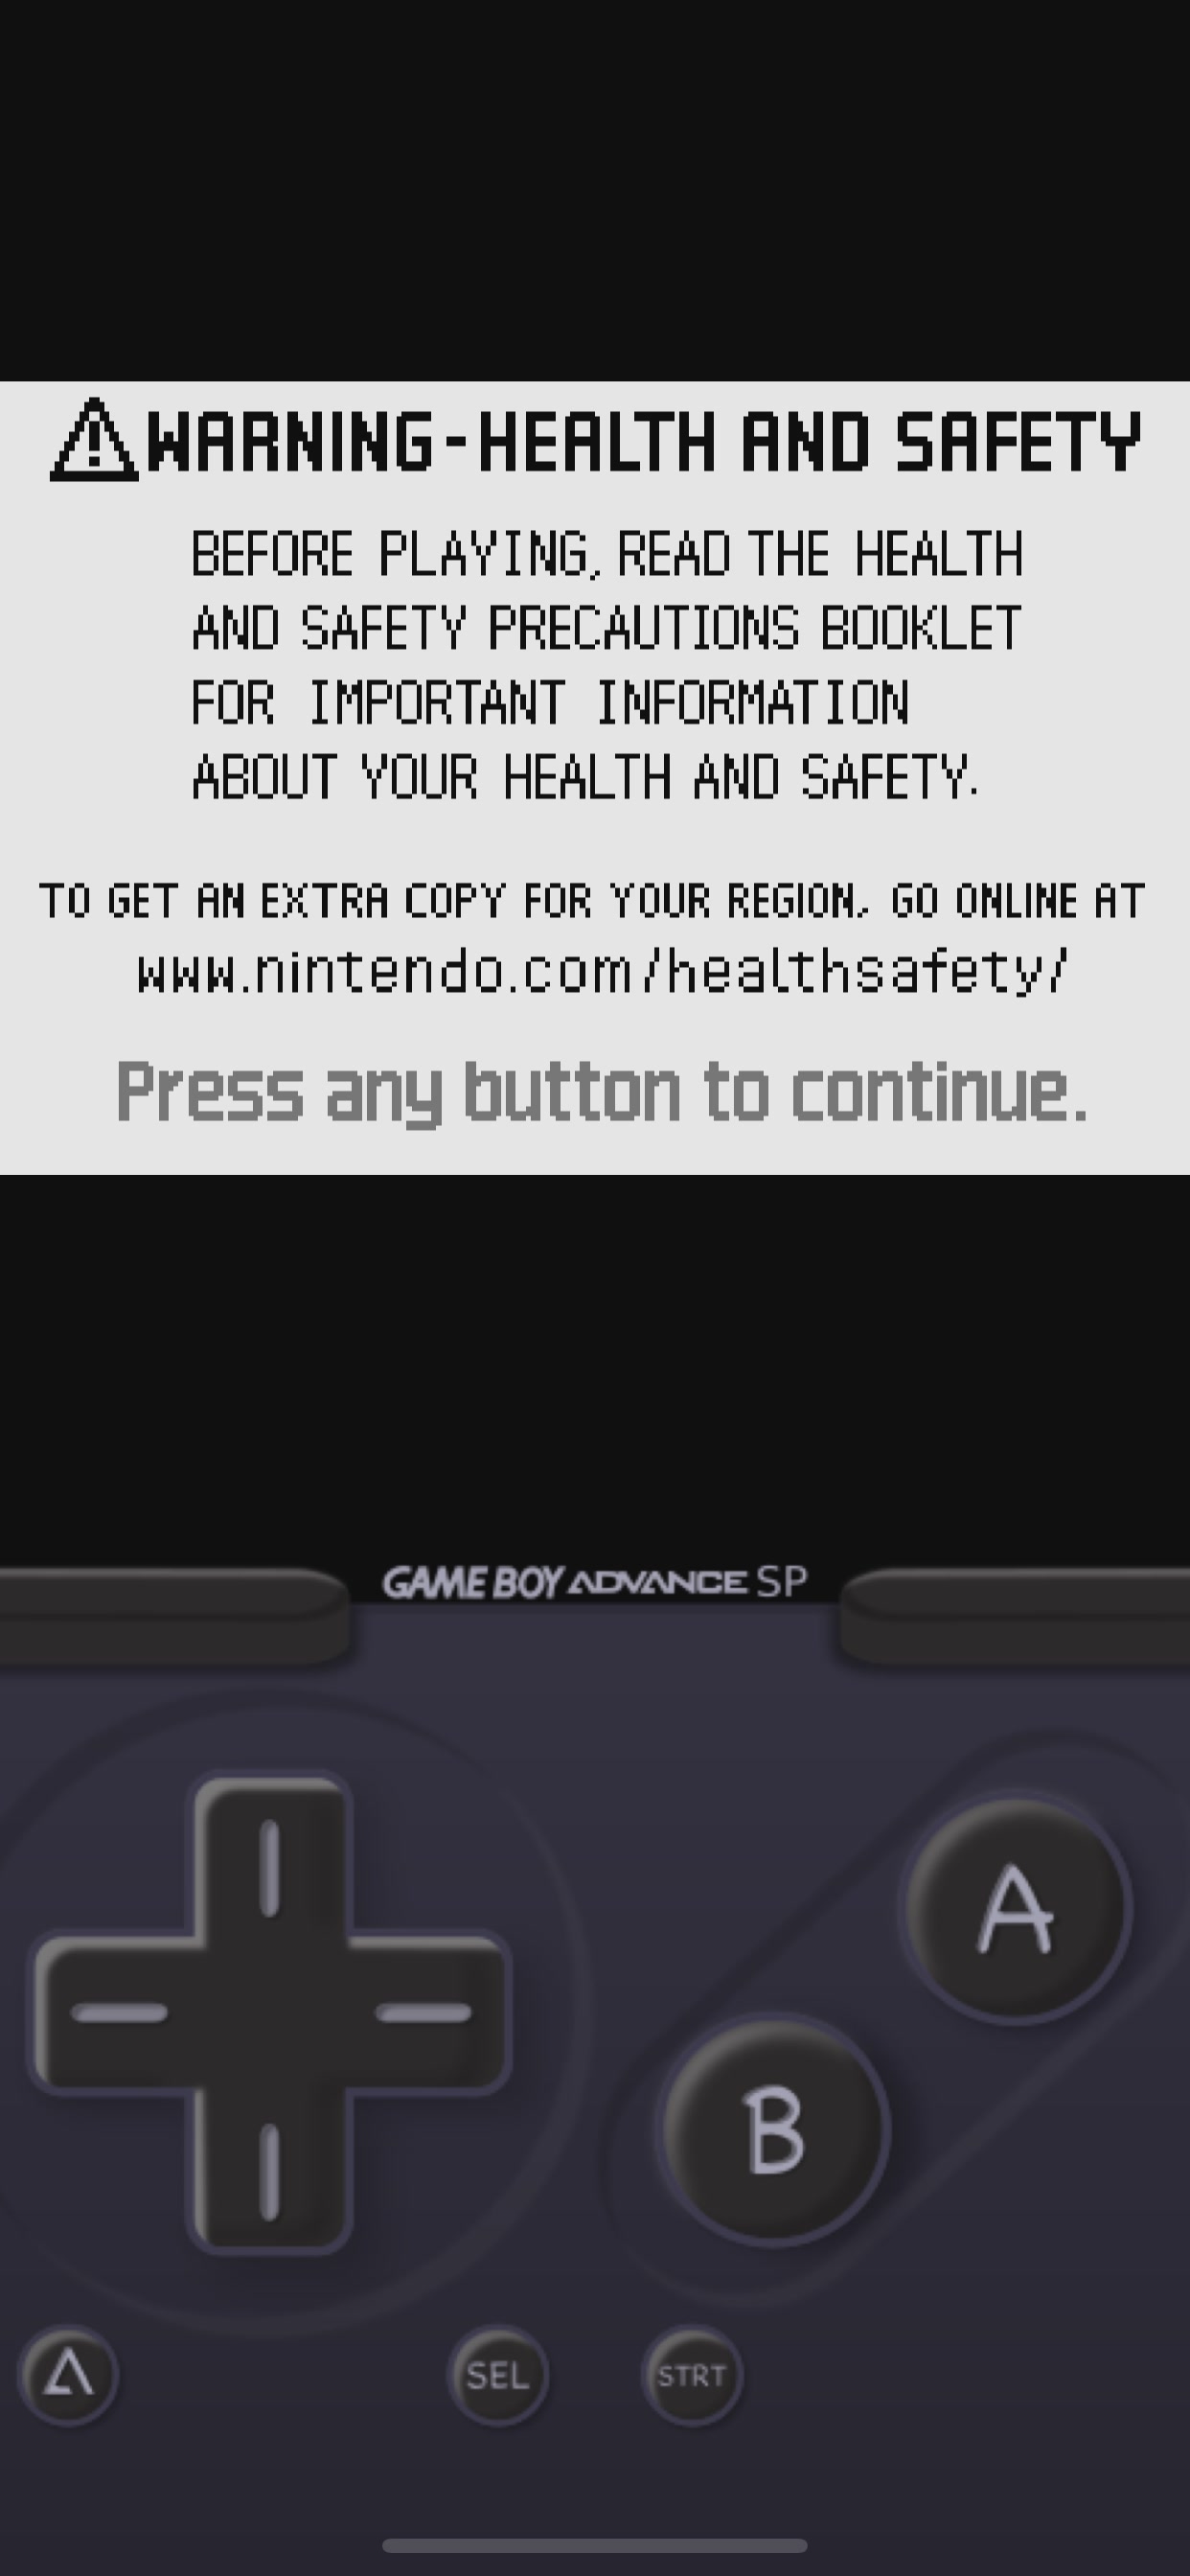 WARNING-HEALTH AND SAFETY
BEFORE PLAYING, READ THE HEALTH
AND SAFETY PRECAUTIONS BOOKLET
FOR IMPORTANT INFORMATION
ABOUT YOUR HEALTH AND SAFETY.
TO GET AN EXTRA COPY FOR YOUR REGION, GO ONLINE AT
www.nintendo.com/healthsafety/
Press any button to continue.
GAME BOY ADVANCE SP
A
B
SEL STRT